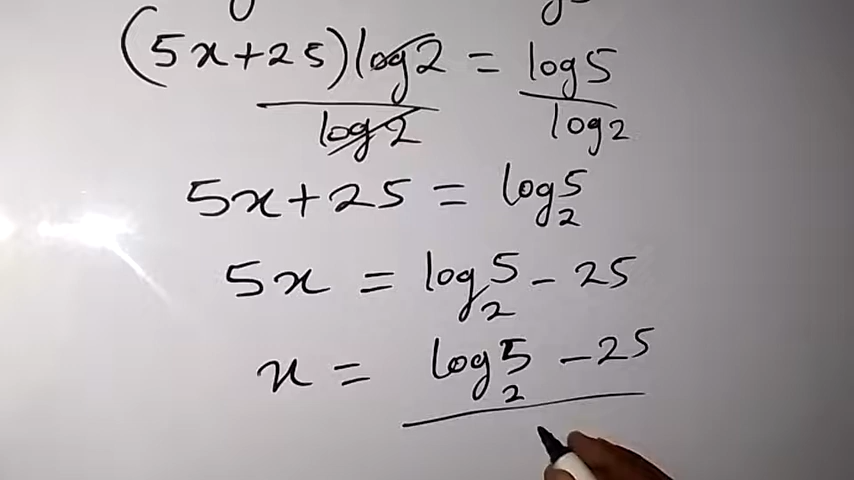 (5x+25)log2 = log5
log2 log2
5x+25 = log₂5
5x = log₂5 - 25
x = log₂5 - 25